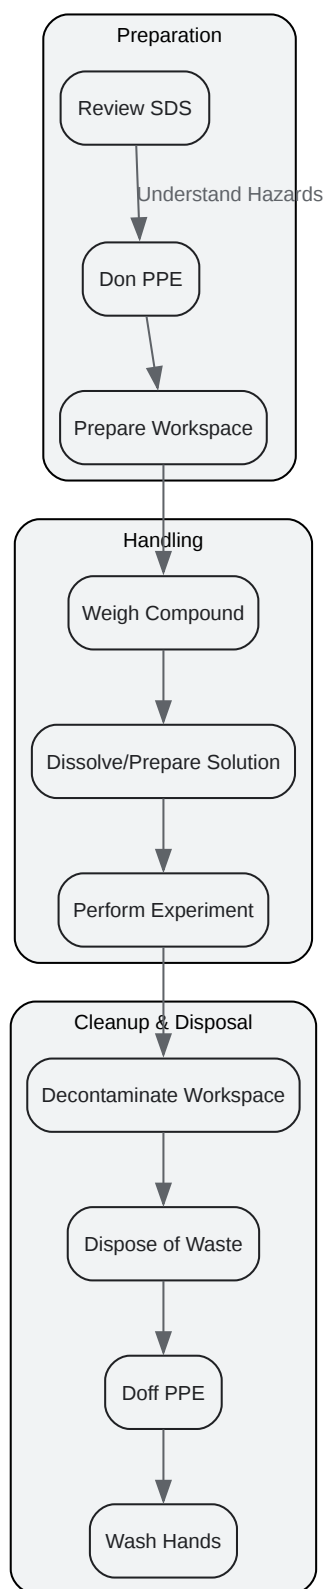 Preparation
Review SDS
Understand Hazards
Don PPE
Prepare Workspace
Handling
Weigh Compound
Dissolve/Prepare Solution
Perform Experiment
Cleanup & Disposal
Decontaminate Workspace
Dispose of Waste
Doff PPE
Wash Hands